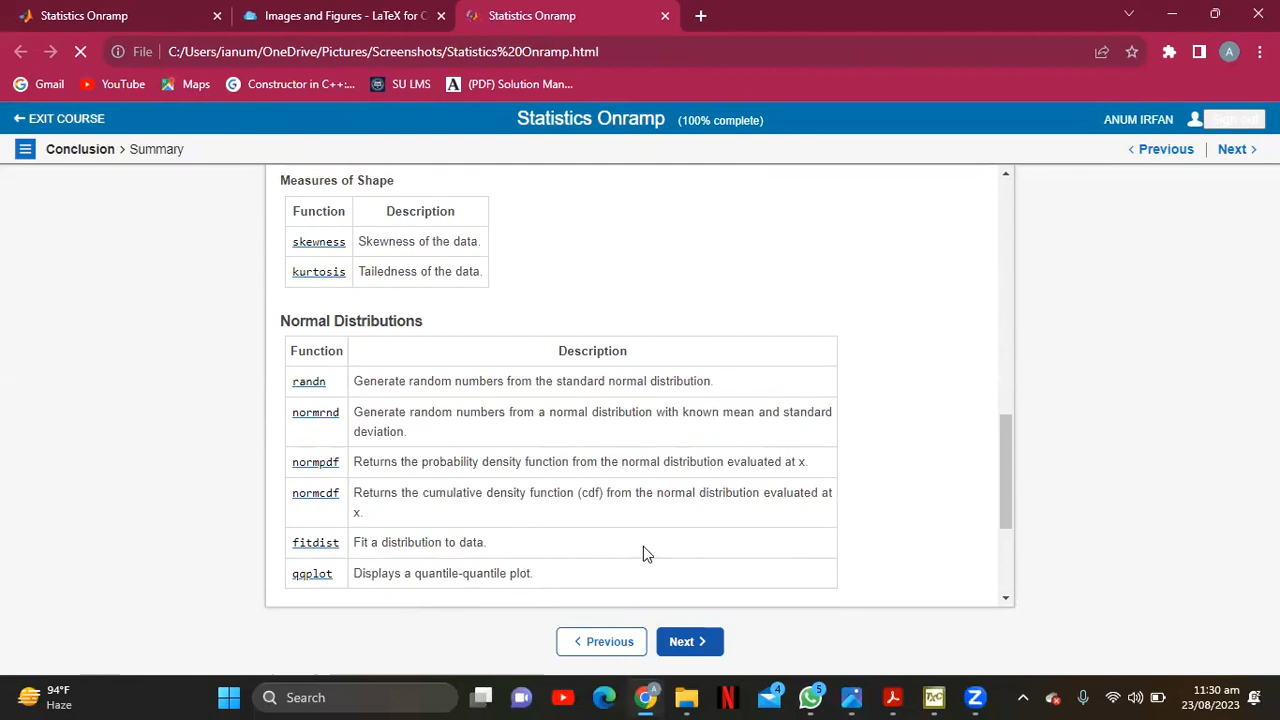 Statistics Onramp
Images and Figures - LaTeX for C
Statistics Onramp
File C:/Users/ianum/OneDrive/Pictures/Screenshots/Statistics%20Onramp.html A
Gmail YouTube Maps Constructor in C++:... SU LMS A (PDF) Solution Man...
EXIT COURSE Statistics Onramp (100% complete) ANUM IRFAN Sign out
Conclusion > Summary Previous Next
Measures of Shape
Function Description
skewness Skewness of the data.
kurtosis Tailedness of the data.
Normal Distributions
Function Description
randn Generate random numbers from the standard normal distribution.
normrnd Generate random numbers from a normal distribution with known mean and standard
deviation.
normpdf Returns the probability density function from the normal distribution evaluated at x.
normcdf Returns the cumulative density function (cdf) from the normal distribution evaluated at
x.
fitdist Fit a distribution to data.
qqplot Displays a quantile-quantile plot.
Previous Next
94°F
Haze
Search
4
5
11:30 am
23/08/2023